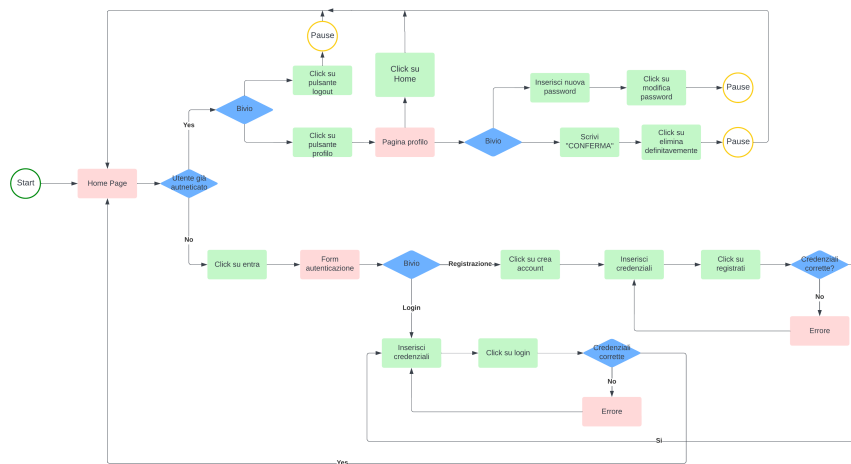 Pause
Click su
pulsante
logout
Click su
Home
Bivio
Inserisci nuova
password
Click su
modifica
password
Pause
Yes
Click su
pulsante
profilo
Pagina profilo
Bivio
Scrivi
"CONFERMA"
Click su
elimina
definitavemente
Pause
Start
Home Page
Utente già
autneticato
No
Click su entra
Form
autenticazione
Bivio
Registrazione
Click su crea
account
Inserisci
credenziali
Click su
registrati
Credenziali
corrette?
No
Errore
Login
Inserisci
credenziali
Click su login
Credenziali
corrette
No
Errore
Si
Yes